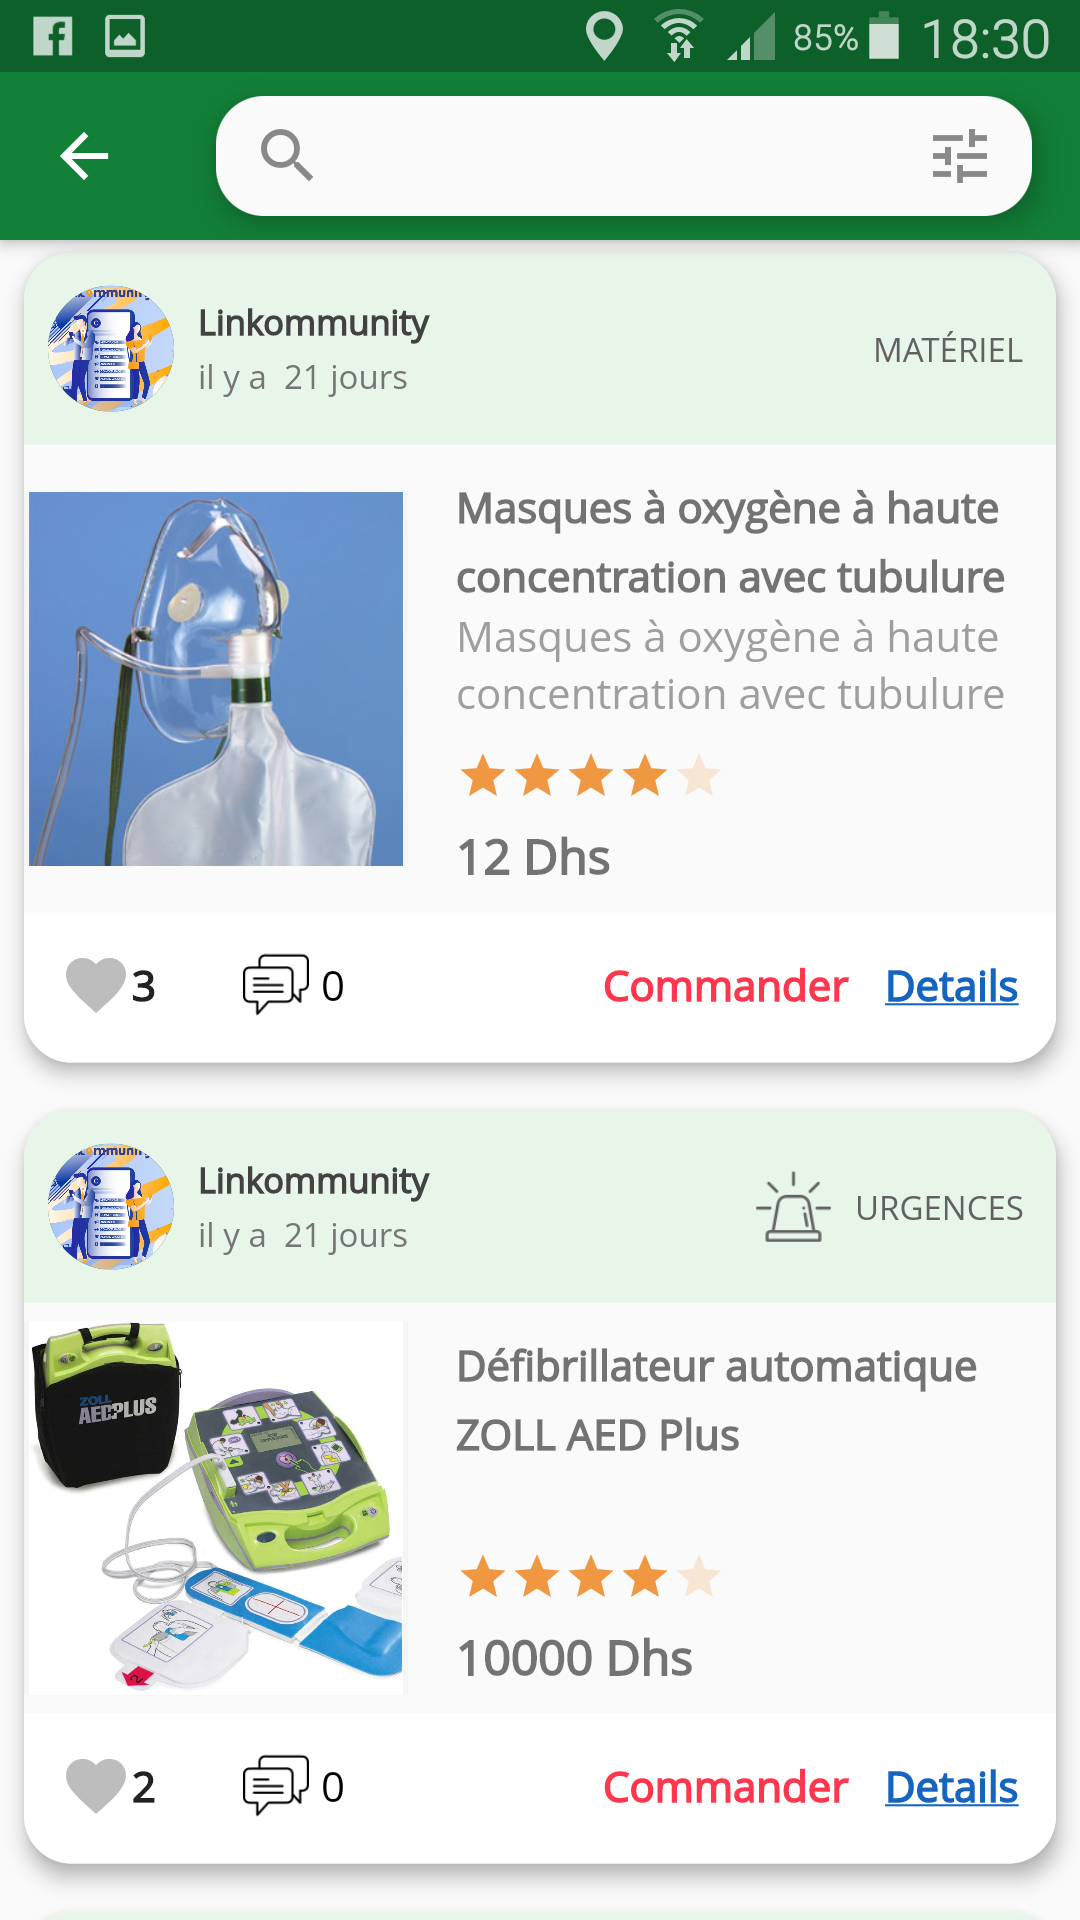 85% 18:30
Linkommunity
il y a 21 jours
MATÉRIEL
Masques à oxygène à haute
concentration avec tubulure
Masques à oxygène à haute
concentration avec tubulure
12 Dhs
3 0 Commander Details
Linkommunity
il y a 21 jours
URGENCES
ZOLL
AED PLUS
Défibrillateur automatique
ZOLL AED Plus
10000 Dhs
2 0 Commander Details